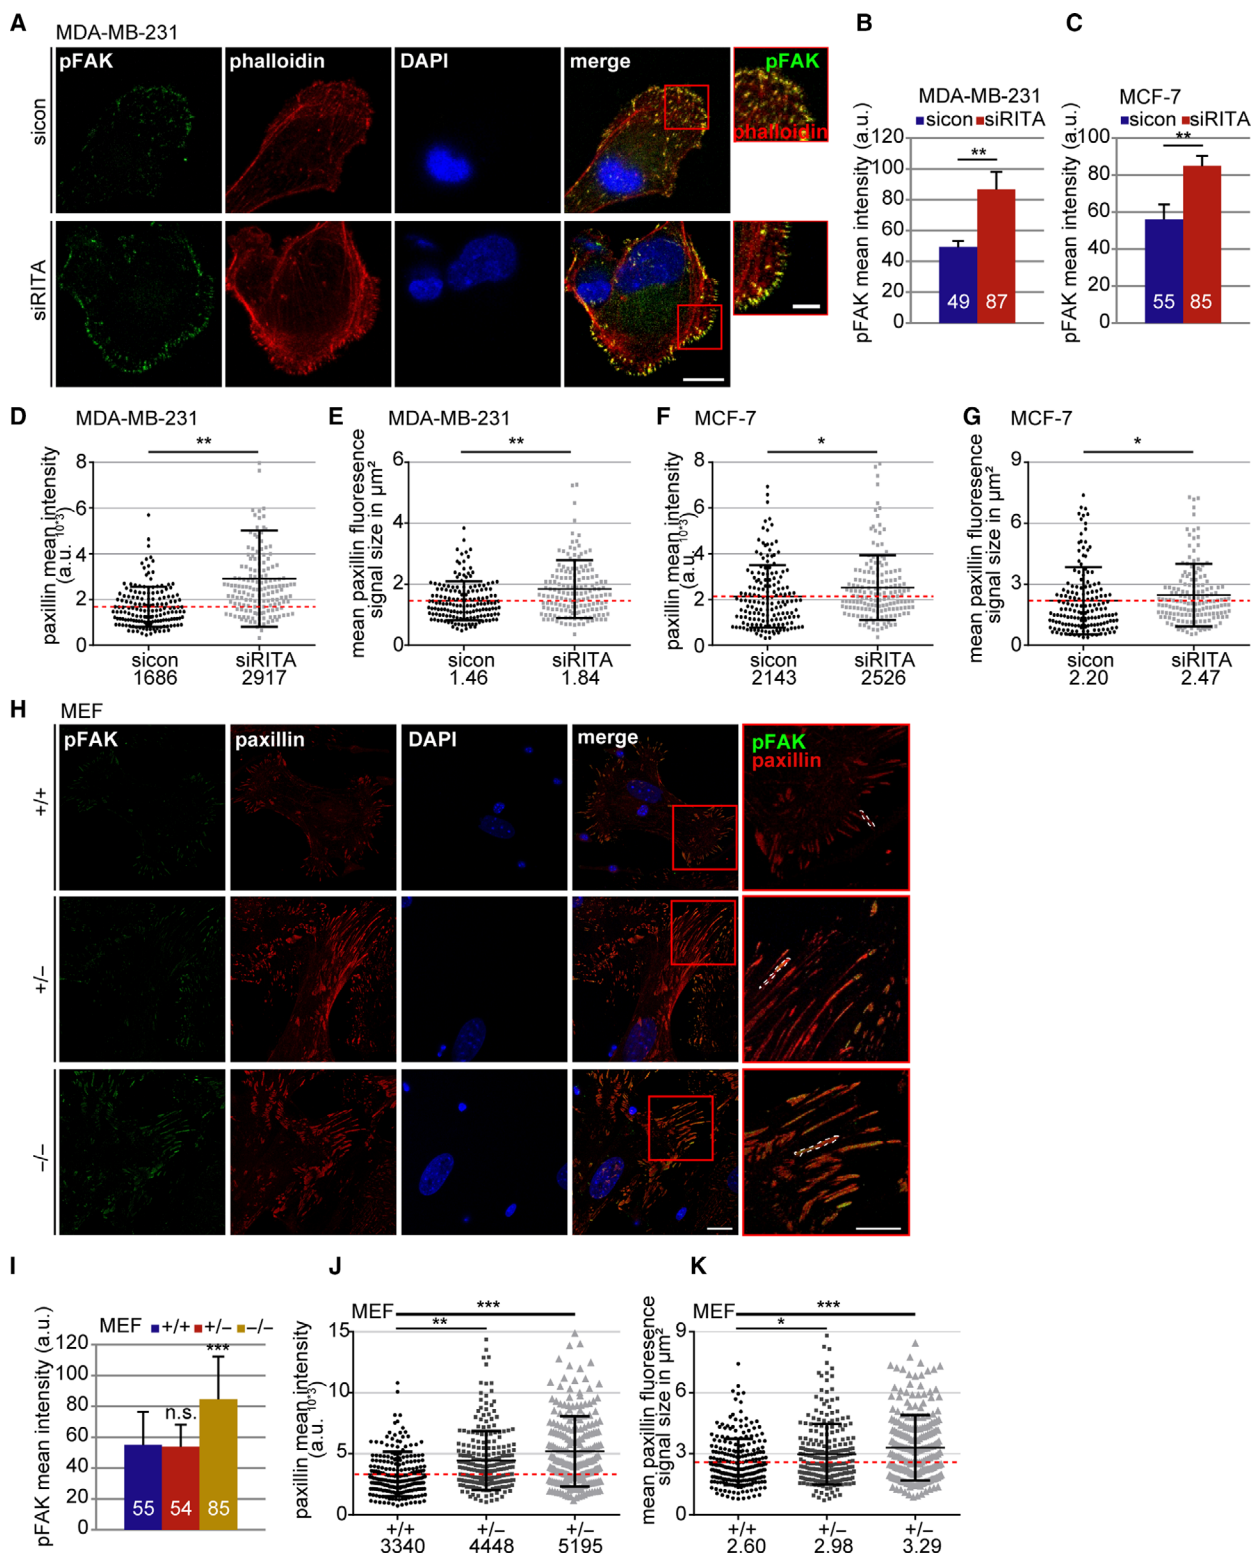 A
MDA-MB-231
pFAK phalloidin DAPI merge pFAK
phalloidin
sicon
siRITA
B
MDA-MB-231
sicon siRITA
pFAK mean intensity (a.u.)
120
100
80
60
40
20
0
**
49 87
C
MCF-7
sicon siRITA
pFAK mean intensity (a.u.)
100
80
60
40
20
0
**
55 85
D
MDA-MB-231
**
paxillin mean intensity
(a.u. 10*3)
8
6
4
2
0
sicon siRITA
1686 2917
E
MDA-MB-231
**
mean paxillin fluoresence
signal size in µm²
6
4
2
0
sicon siRITA
1.46 1.84
F
MCF-7
*
paxillin mean intensity
(a.u. 10*3)
8
6
4
2
0
sicon siRITA
2143 2526
G
MCF-7
*
mean paxillin fluoresence
signal size in µm²
9
6
3
0
sicon siRITA
2.20 2.47
H
MEF
pFAK paxillin DAPI merge pFAK
paxillin
+/+
+/–
–/–
I
MEF +/+ +/– –/–
pFAK mean intensity (a.u.)
120
100
80
60
40
20
0
n.s.
***
55 54 85
J
MEF
***
**
paxillin mean intensity
(a.u. 10*3)
15
10
5
0
+/+ +/– +/–
3340 4448 5195
K
MEF
***
*
mean paxillin fluoresence
signal size in µm²
9
6
3
0
+/+ +/– +/–
2.60 2.98 3.29